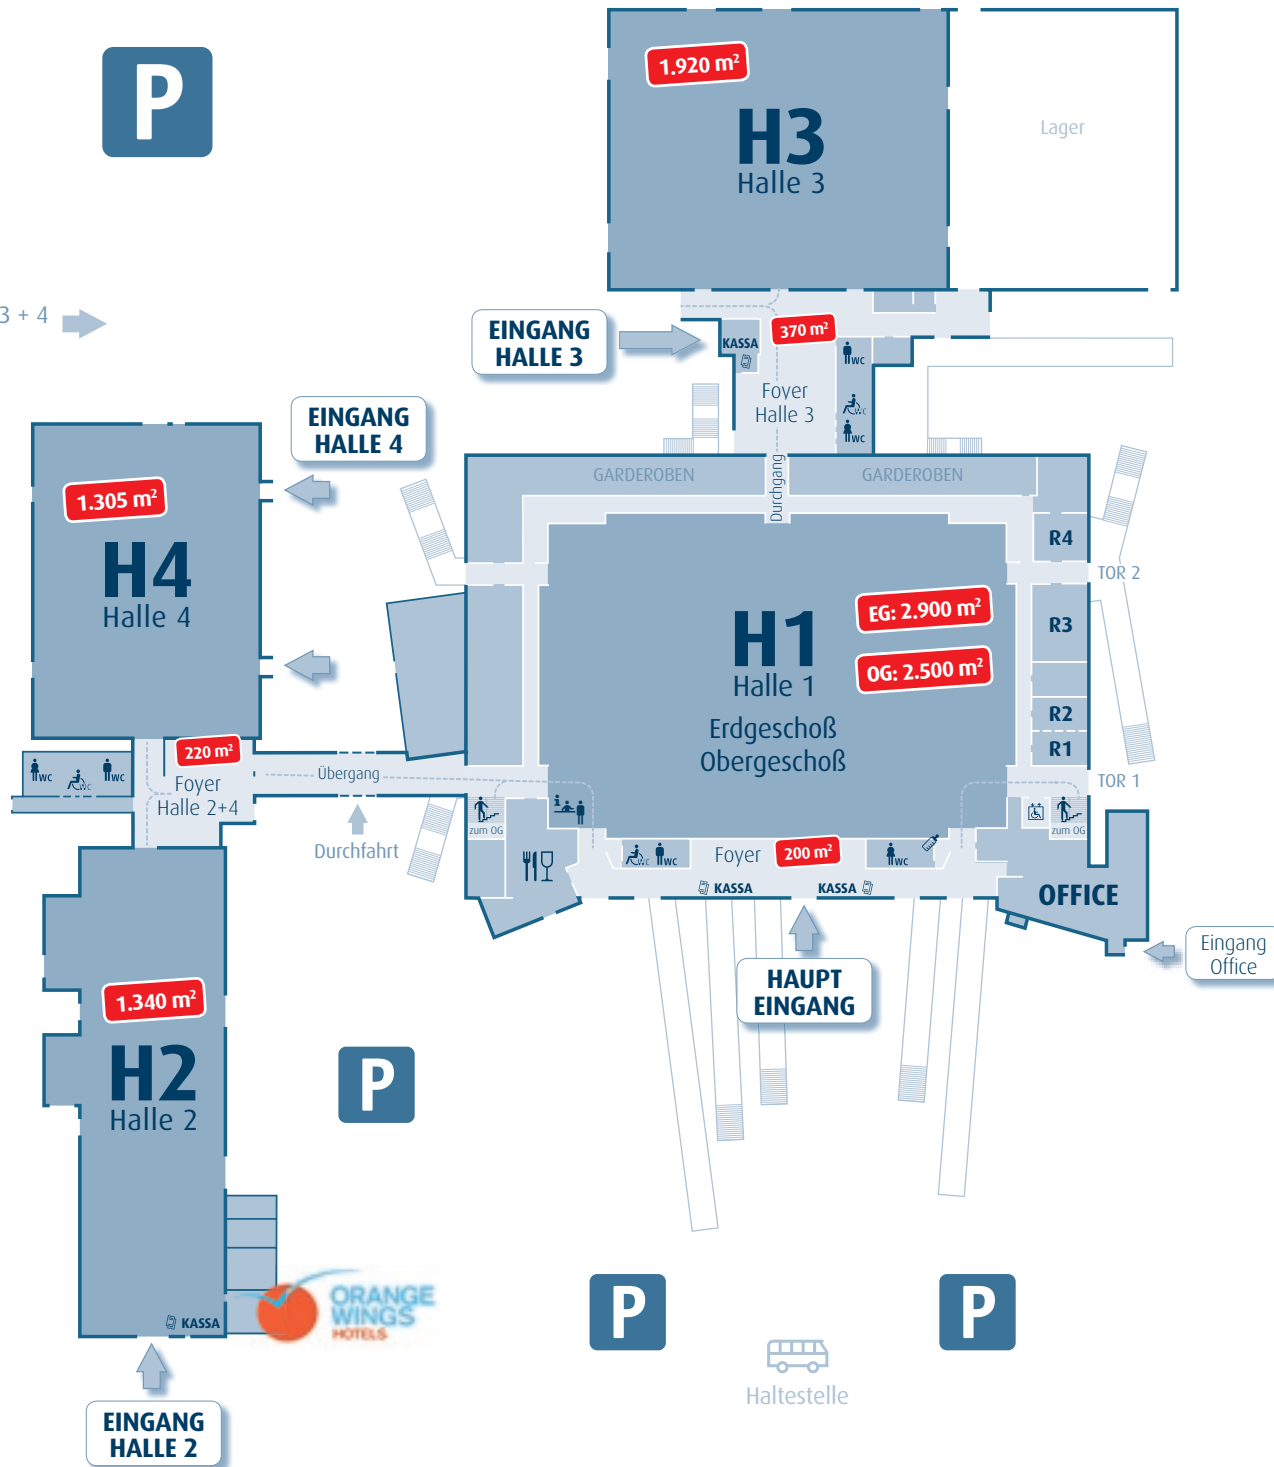 P
1.920 m²
H3
Halle 3
Lager
3 + 4
EINGANG
HALLE 3
KASSA
370 m²
WC
Foyer
Halle 3
WC
WC
EINGANG
HALLE 4
1.305 m²
H4
Halle 4
GARDEROBEN
Durchgang
GARDEROBEN
R4
TOR 2
R3
R2
R1
TOR 1
H1
Halle 1
Erdgeschoß
Obergeschoß
EG: 2.900 m²
OG: 2.500 m²
WC
WC
WC
220 m²
Foyer
Halle 2+4
Übergang
Durchfahrt
zum OG
zum OG
WC
WC
Foyer
200 m²
WC
KASSA
KASSA
OFFICE
Eingang
Office
HAUPT
EINGANG
1.340 m²
H2
Halle 2
P
KASSA
ORANGE
WINGS
HOTELS
P
P
Haltestelle
EINGANG
HALLE 2